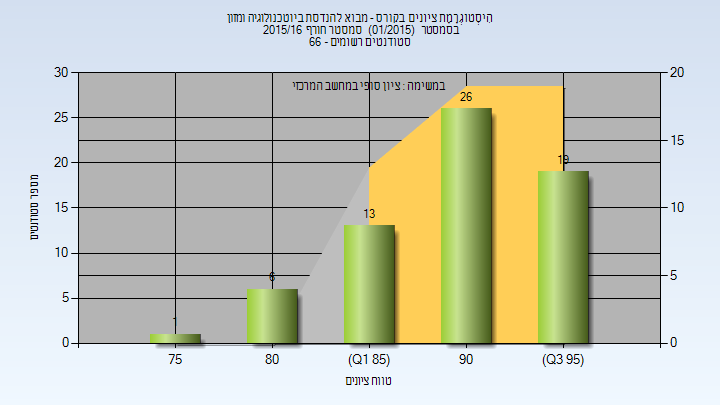 היסטוגרמת ציונים בקורס - מבוא להנדסת ביוטכנולוגיה ומזון
בסמסטר (01/2015) סמסטר חורף 2015/16
סטודנטים רשומים - 66
במשימה : ציון סופי במחשב המרכזי
מספר סטודנטים
30
25
20
15
10
5
0
20
15
10
5
0
1
6
13
26
19
75
80
(Q1 85)
90
(Q3 95)
טווח ציונים